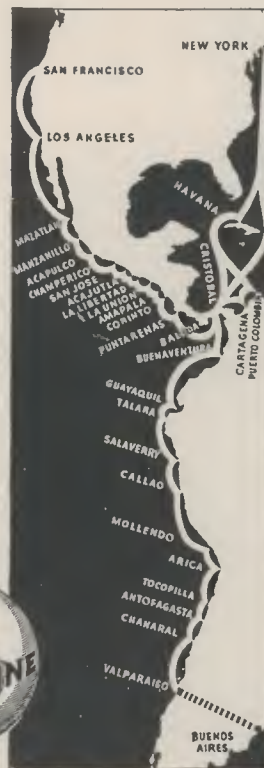 NEW YORK
SAN FRANCISCO
LOS ANGELES
HAVANA
MAZATLAN
MANZANILLO
ACAPULCO
CHAMPERICO
SAN JOSE
ACAJUTLA
LA LIBERTAD
LA UNION
AMAPALA
CORINTO
PUNTARENAS
CRISTOBAL
BALBOA
BUENAVENTURA
CARTAGENA
PUERTO COLOMBIA
GUAYAQUIL
TALARA
SALAVERRY
CALLAO
MOLLENDO
ARICA
TOCOPILLA
ANTOFAGASTA
CHANARAL
VALPARAISO
BUENOS
AIRES
NE